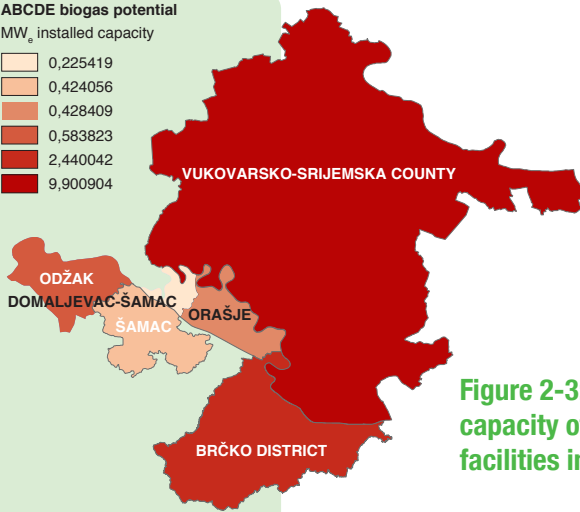 ABCDE biogas potential
MWe installed capacity
0,225419
0,424056
0,428409
0,583823
2,440042
9,900904
VUKOVARSKO-SRIJEMSKA COUNTY
ODŽAK
DOMALJEVAC-ŠAMAC
ORAŠJE
ŠAMAC
BRČKO DISTRICT
Figure 2-3
capacity o
facilities in